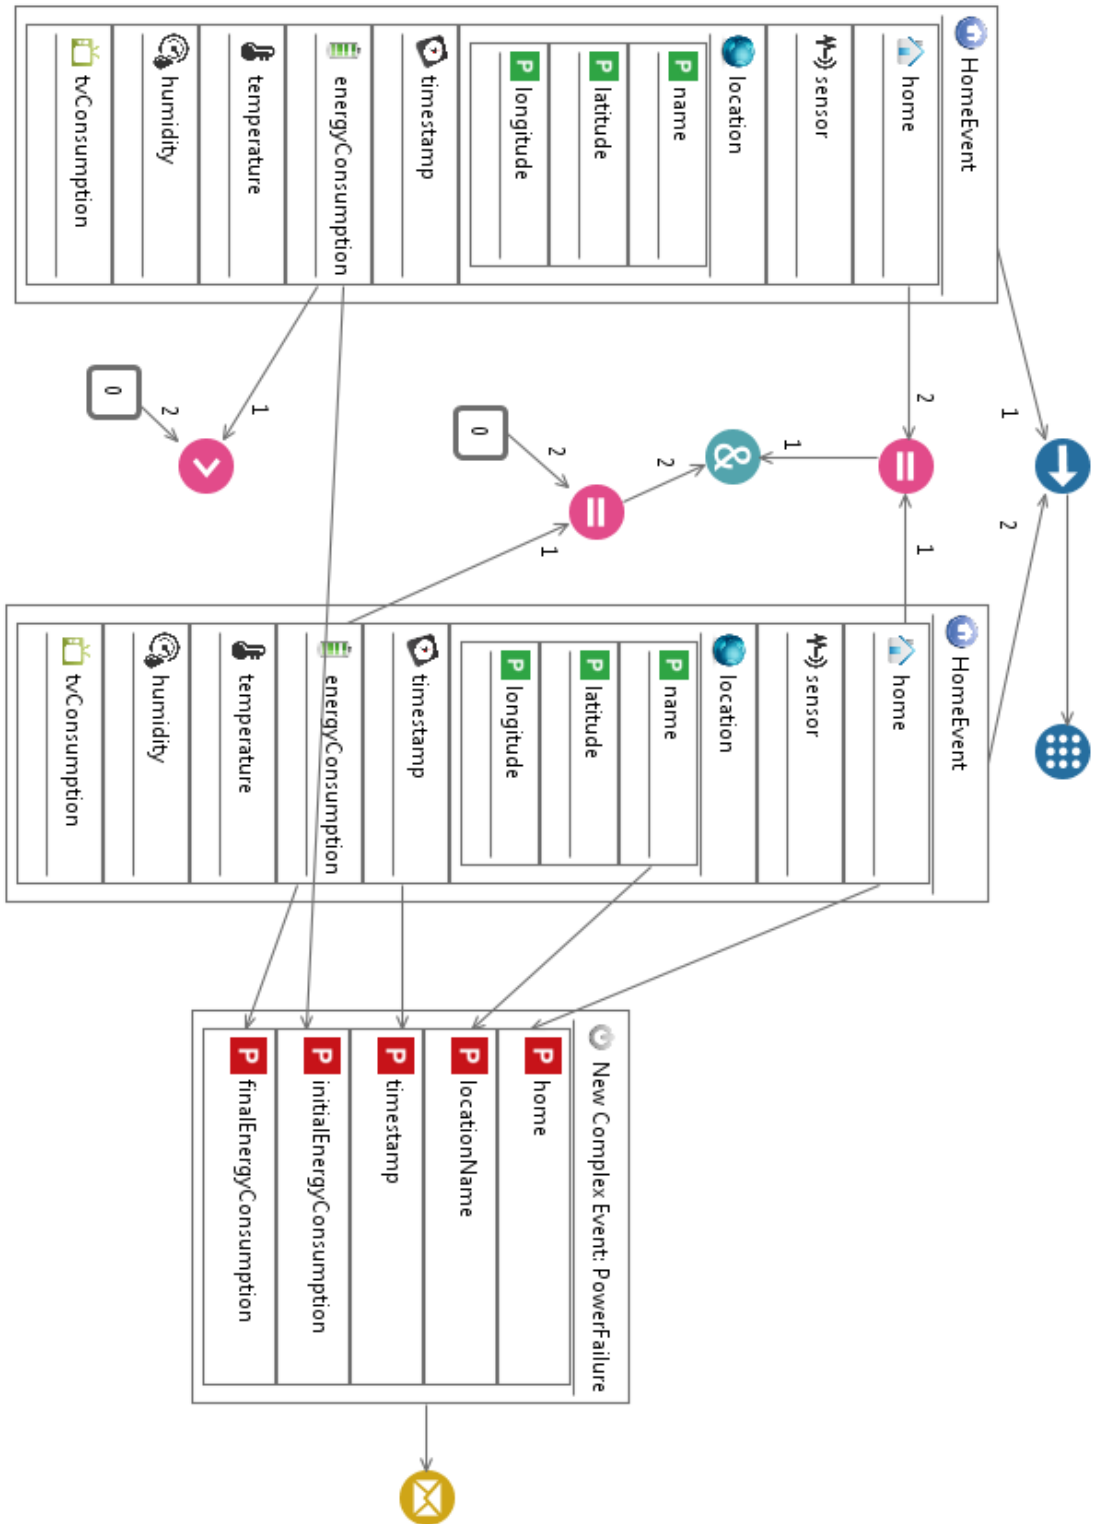 HomeEvent
home
sensor
location
P name
P latitude
P longitude
timestamp
energyConsumption
temperature
humidity
tvConsumption
1
2
2
=
1
1
&
2
0
2
=
1
1
0
2
>
HomeEvent
home
sensor
location
P name
P latitude
P longitude
timestamp
energyConsumption
temperature
humidity
tvConsumption
New Complex Event: PowerFailure
P home
P locationName
P timestamp
P initialEnergyConsumption
P finalEnergyConsumption